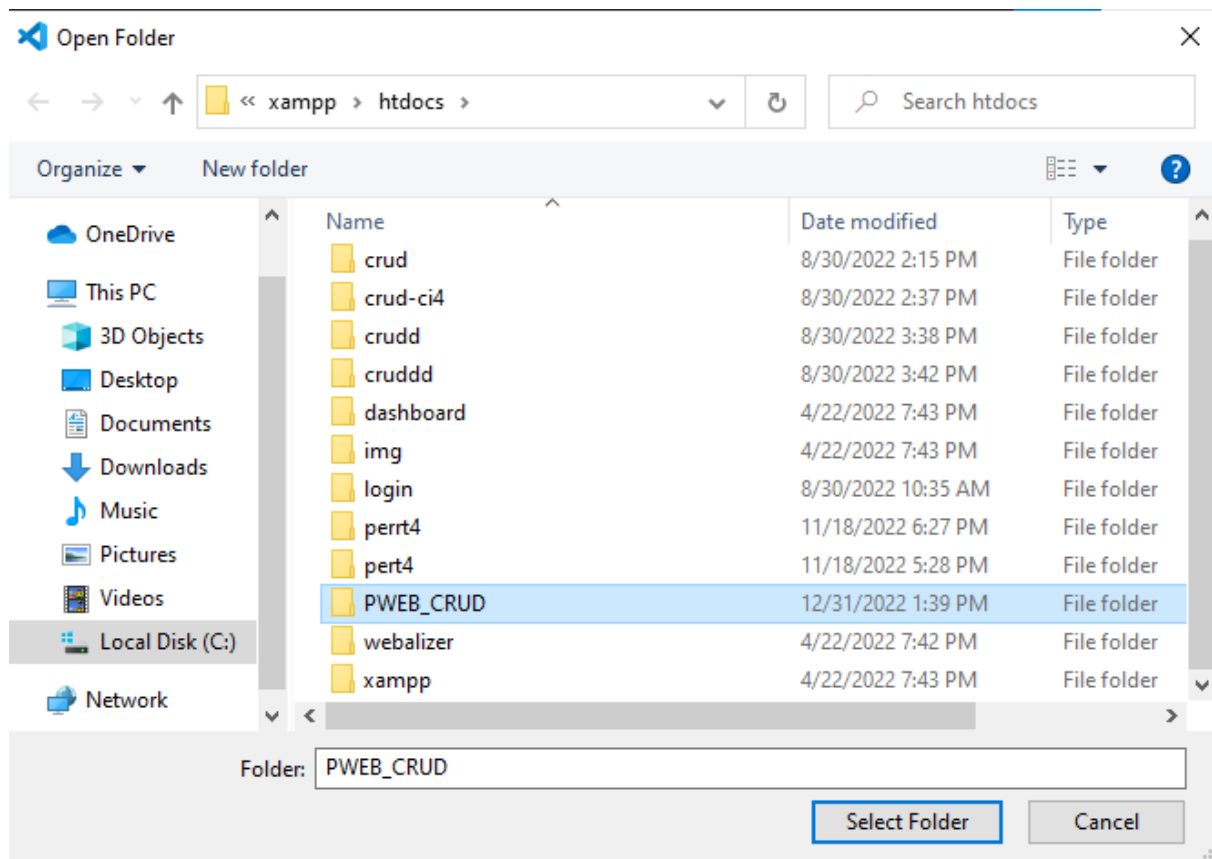 Open Folder
« xampp › htdocs ›
Search htdocs
Organize
New folder
?
OneDrive
This PC
3D Objects
Desktop
Documents
Downloads
Music
Pictures
Videos
Local Disk (C:)
Network
Name Date modified Type
crud 8/30/2022 2:15 PM File folder
crud-ci4 8/30/2022 2:37 PM File folder
crudd 8/30/2022 3:38 PM File folder
cruddd 8/30/2022 3:42 PM File folder
dashboard 4/22/2022 7:43 PM File folder
img 4/22/2022 7:43 PM File folder
login 8/30/2022 10:35 AM File folder
perrt4 11/18/2022 6:27 PM File folder
pert4 11/18/2022 5:28 PM File folder
PWEB_CRUD 12/31/2022 1:39 PM File folder
webalizer 4/22/2022 7:42 PM File folder
xampp 4/22/2022 7:43 PM File folder
Folder: PWEB_CRUD
Select Folder
Cancel